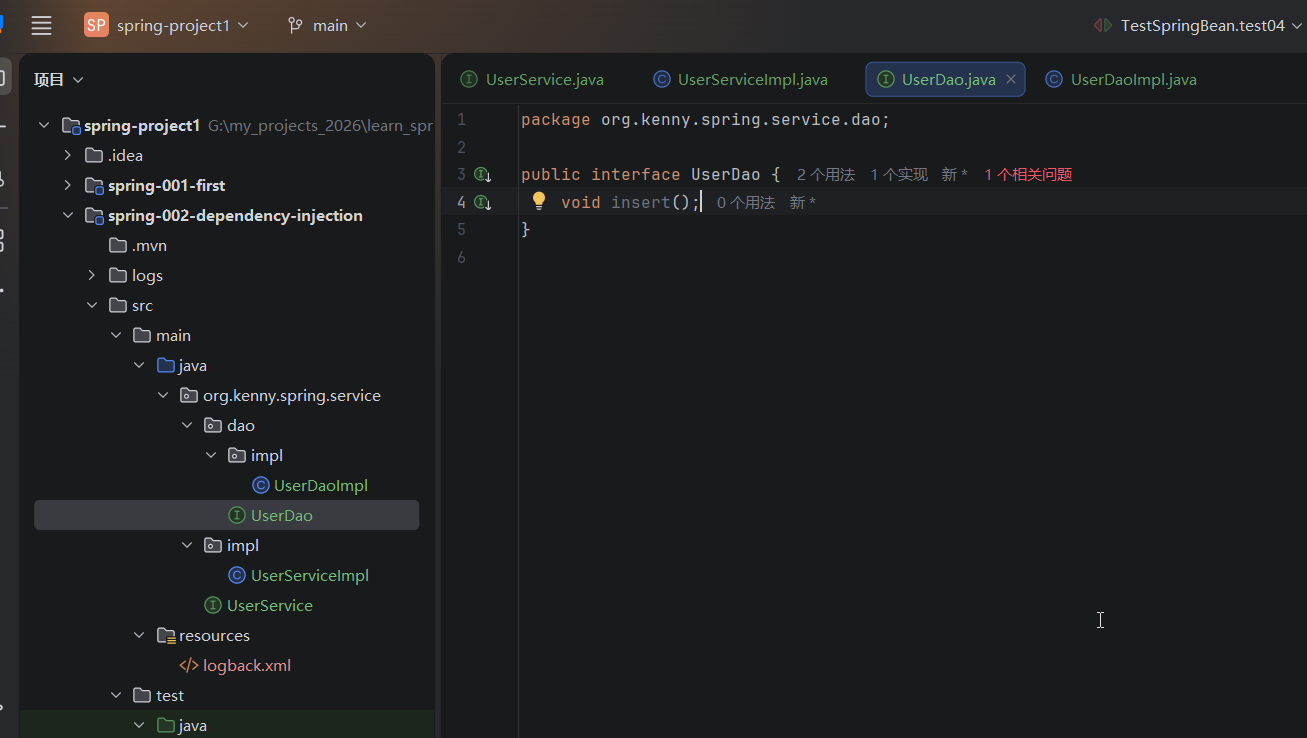 SP spring-project1 main TestSpringBean.test04
项目
UserService.java UserServiceImpl.java UserDao.java UserDaoImpl.java
spring-project1 G:\my_projects_2026\learn_spr
.idea
spring-001-first
spring-002-dependency-injection
.mvn
logs
src
main
java
org.kenny.spring.service
dao
impl
UserDaoImpl
UserDao
impl
UserServiceImpl
UserService
resources
logback.xml
test
java
1 package org.kenny.spring.service.dao;
2
3 public interface UserDao { 2 个用法 1 个实现 新 * 1 个相关问题
4 void insert(); 0 个用法 新 *
5 }
6